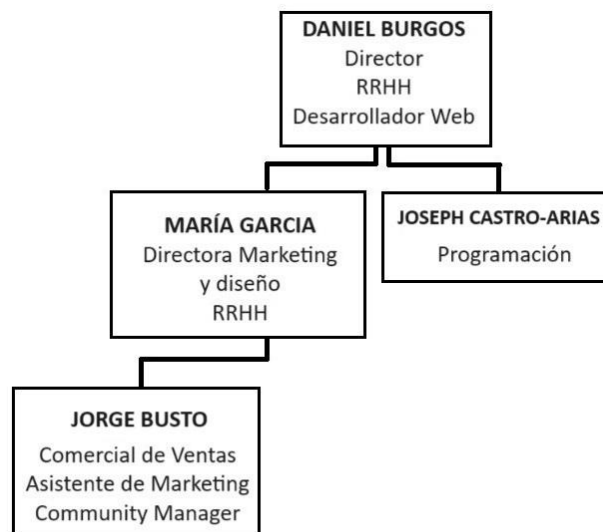 DANIEL BURGOS
Director
RRHH
Desarrollador Web
MARÍA GARCIA
Directora Marketing
y diseño
RRHH
JOSEPH CASTRO-ARIAS
Programación
JORGE BUSTO
Comercial de Ventas
Asistente de Marketing
Community Manager